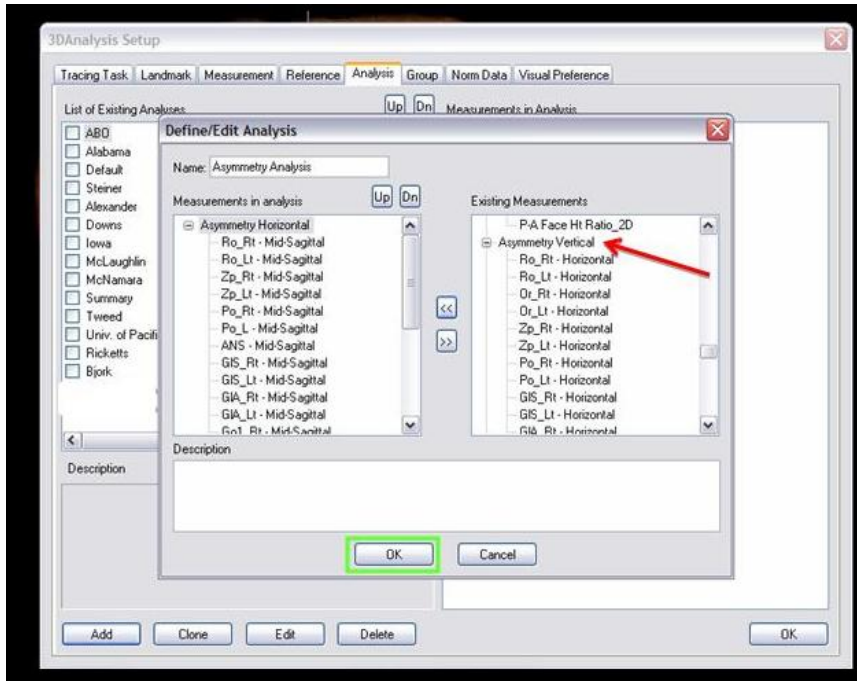 3DAnalysis Setup
Tracing Task Landmark Measurement Reference Analysis Group Norm Data Visual Preference
List of Existing Analyses Up Dn Measurements in Analysis
ABO
Alabama
Default
Steiner
Alexander
Downs
Iowa
McLaughlin
McNamara
Summary
Tweed
Univ. of Pacifi
Ricketts
Bjork
Description
Define/Edit Analysis
Name: Asymmetry Analysis
Measurements in analysis Up Dn
Asymmetry Horizontal
Ro_Rt - Mid-Sagittal
Ro_Lt - Mid-Sagittal
Zp_Rt - Mid-Sagittal
Zp_Lt - Mid-Sagittal
Po_Rt - Mid-Sagittal
Po_L - Mid-Sagittal
ANS - Mid-Sagittal
GIS_Rt - Mid-Sagittal
GIS_Lt - Mid-Sagittal
GIA_Rt - Mid-Sagittal
GIA_Lt - Mid-Sagittal
Go1_Rt - Mid-Sagittal
<<
>>
Existing Measurements
P-A Face Ht Ratio_2D
Asymmetry Vertical
Ro_Rt - Horizontal
Ro_Lt - Horizontal
Or_Rt - Horizontal
Or_Lt - Horizontal
Zp_Rt - Horizontal
Zp_Lt - Horizontal
Po_Rt - Horizontal
Po_Lt - Horizontal
GIS_Rt - Horizontal
GIS_Lt - Horizontal
GIA_Rt - Horizontal
Description
OK Cancel
Add Clone Edit Delete OK